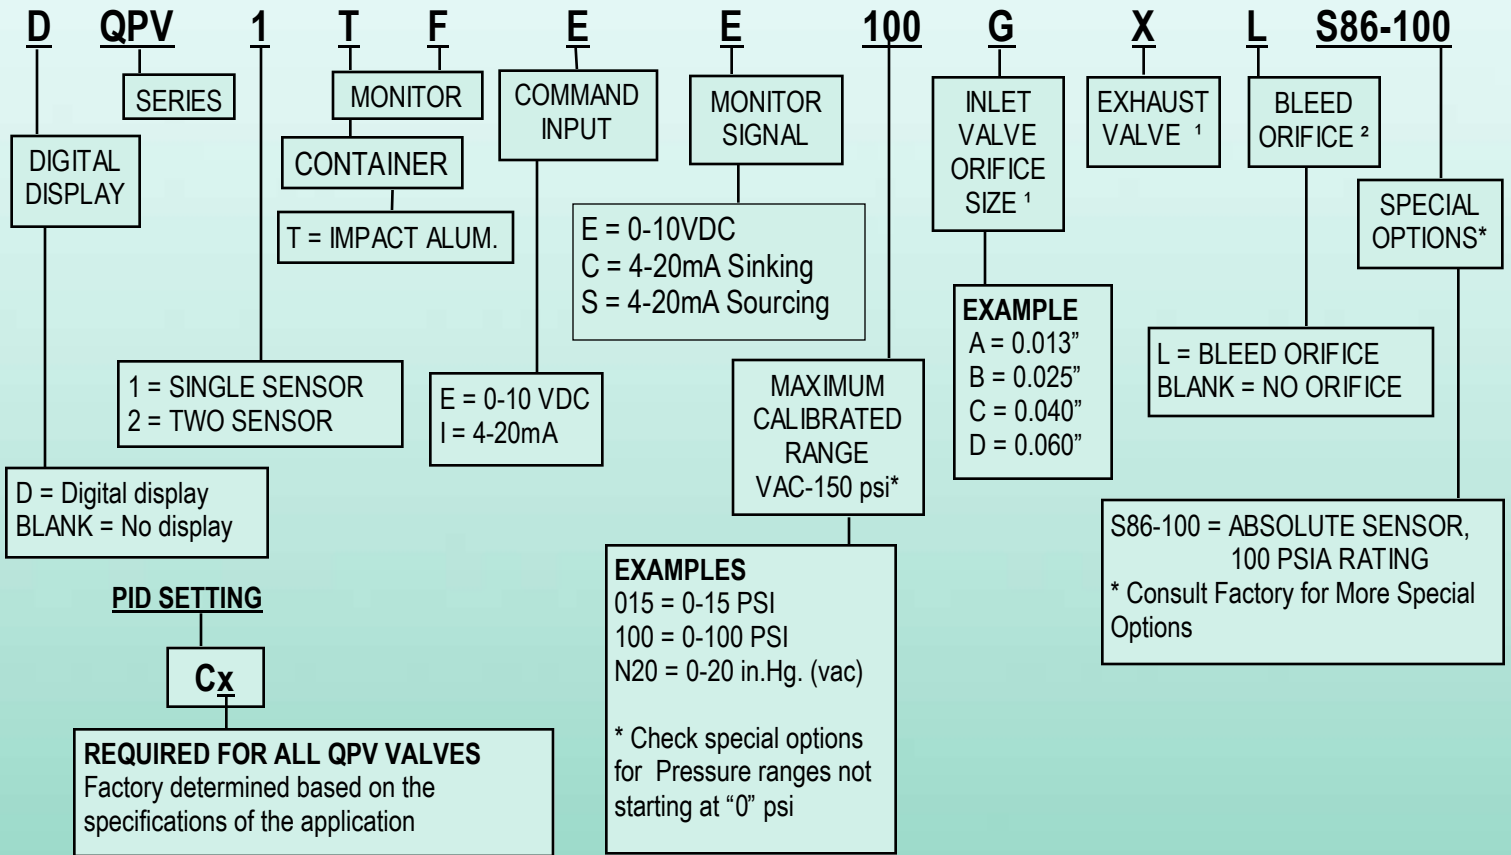 D QPV 1 T F E E 100 G X L S86-100
SERIES
MONITOR
COMMAND
INPUT
MONITOR
SIGNAL
INLET
VALVE
ORIFICE
SIZE ¹
EXHAUST
VALVE ¹
BLEED
ORIFICE ²
DIGITAL
DISPLAY
CONTAINER
SPECIAL
OPTIONS*
T = IMPACT ALUM.
E = 0-10VDC
C = 4-20mA Sinking
S = 4-20mA Sourcing
EXAMPLE
A = 0.013”
B = 0.025”
C = 0.040”
D = 0.060”
L = BLEED ORIFICE
BLANK = NO ORIFICE
1 = SINGLE SENSOR
2 = TWO SENSOR
E = 0-10 VDC
I = 4-20mA
MAXIMUM
CALIBRATED
RANGE
VAC-150 psi*
D = Digital display
BLANK = No display
S86-100 = ABSOLUTE SENSOR,
100 PSIA RATING
* Consult Factory for More Special
Options
EXAMPLES
015 = 0-15 PSI
100 = 0-100 PSI
N20 = 0-20 in.Hg. (vac)
* Check special options
for Pressure ranges not
starting at “0” psi
PID SETTING
Cx
REQUIRED FOR ALL QPV VALVES
Factory determined based on the
specifications of the application